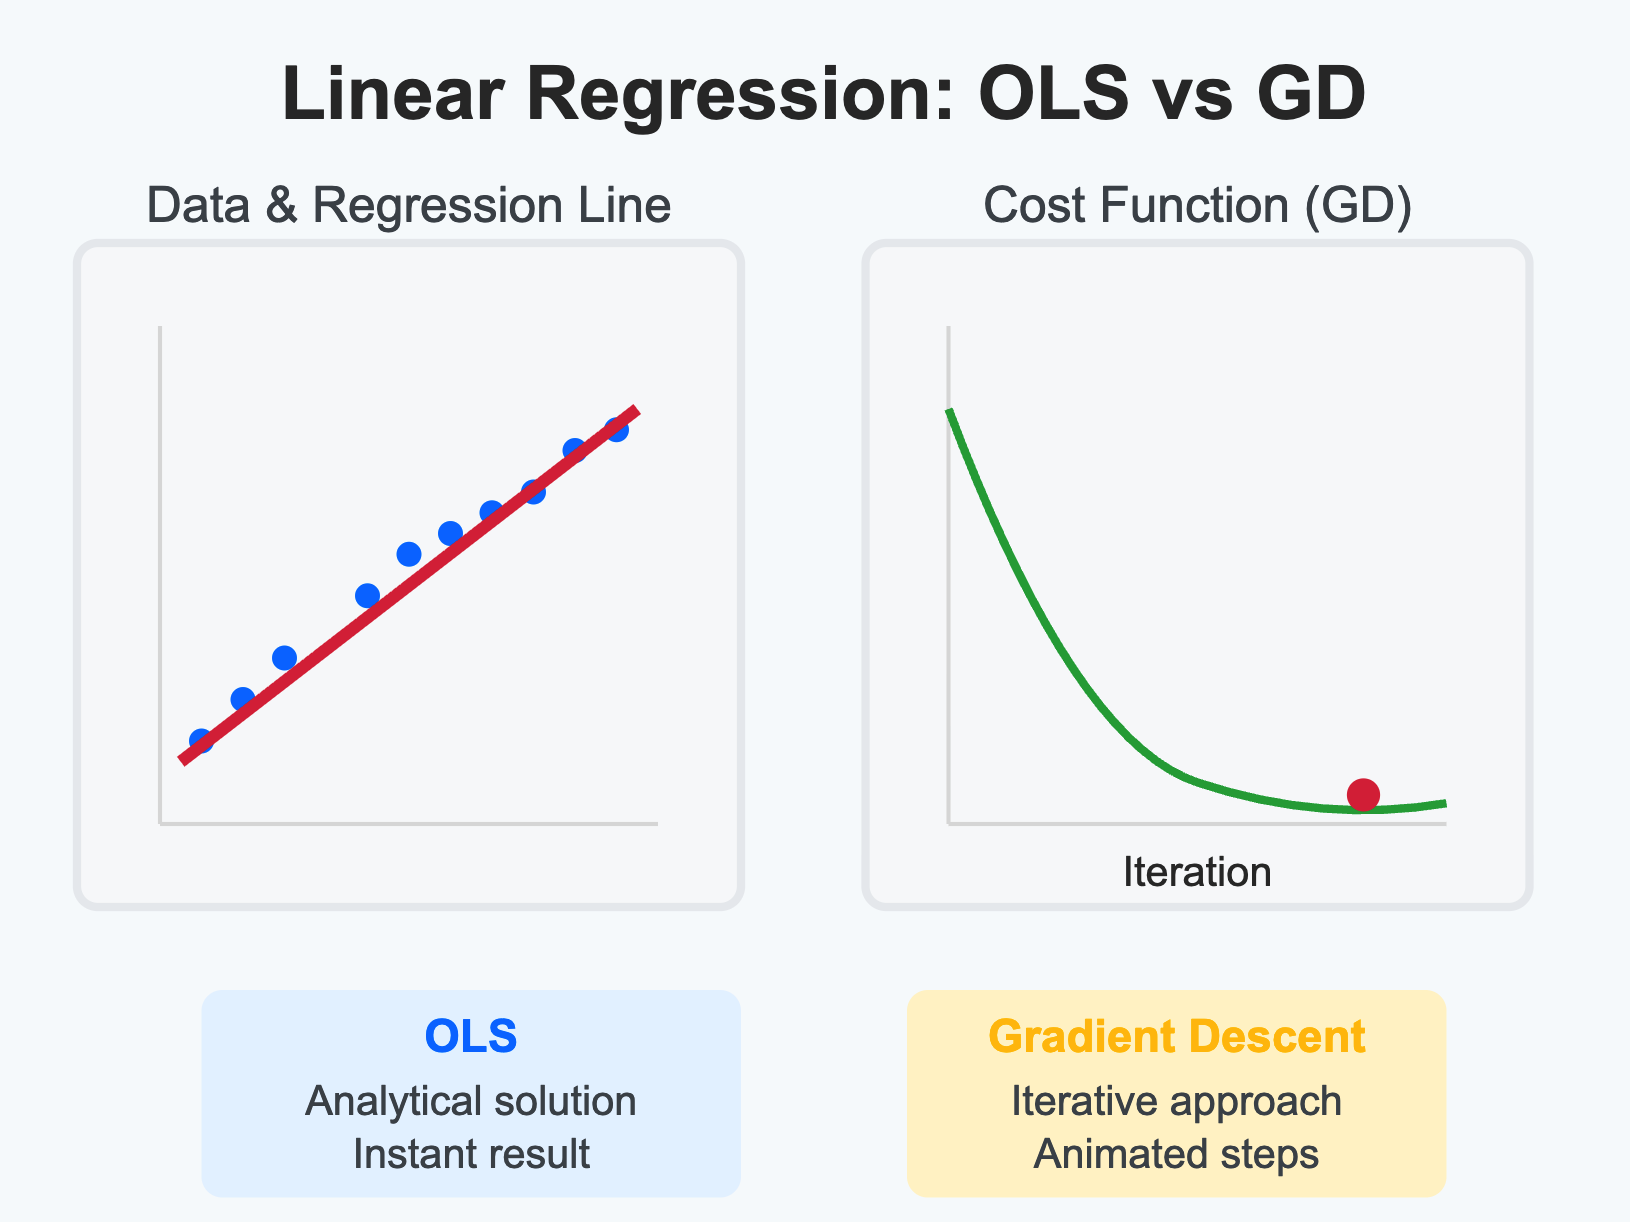 Linear Regression: OLS vs GD
Data & Regression Line
Cost Function (GD)
Iteration
OLS
Analytical solution
Instant result
Gradient Descent
Iterative approach
Animated steps